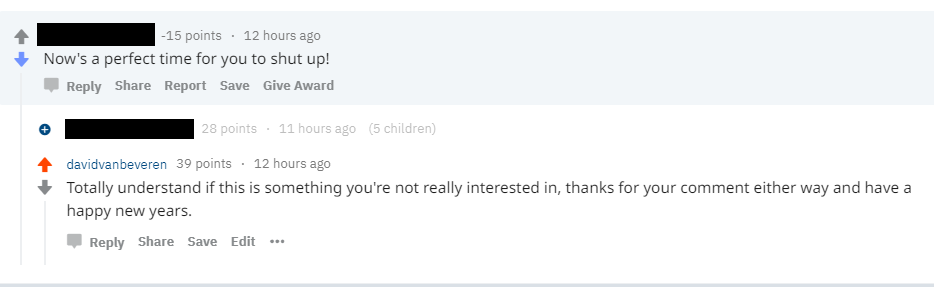 -15 points · 12 hours ago
Now's a perfect time for you to shut up!
Reply Share Report Save Give Award
28 points · 11 hours ago (5 children)
davidvanbeveren 39 points · 12 hours ago
Totally understand if this is something you're not really interested in, thanks for your comment either way and have a
happy new years.
Reply Share Save Edit •••